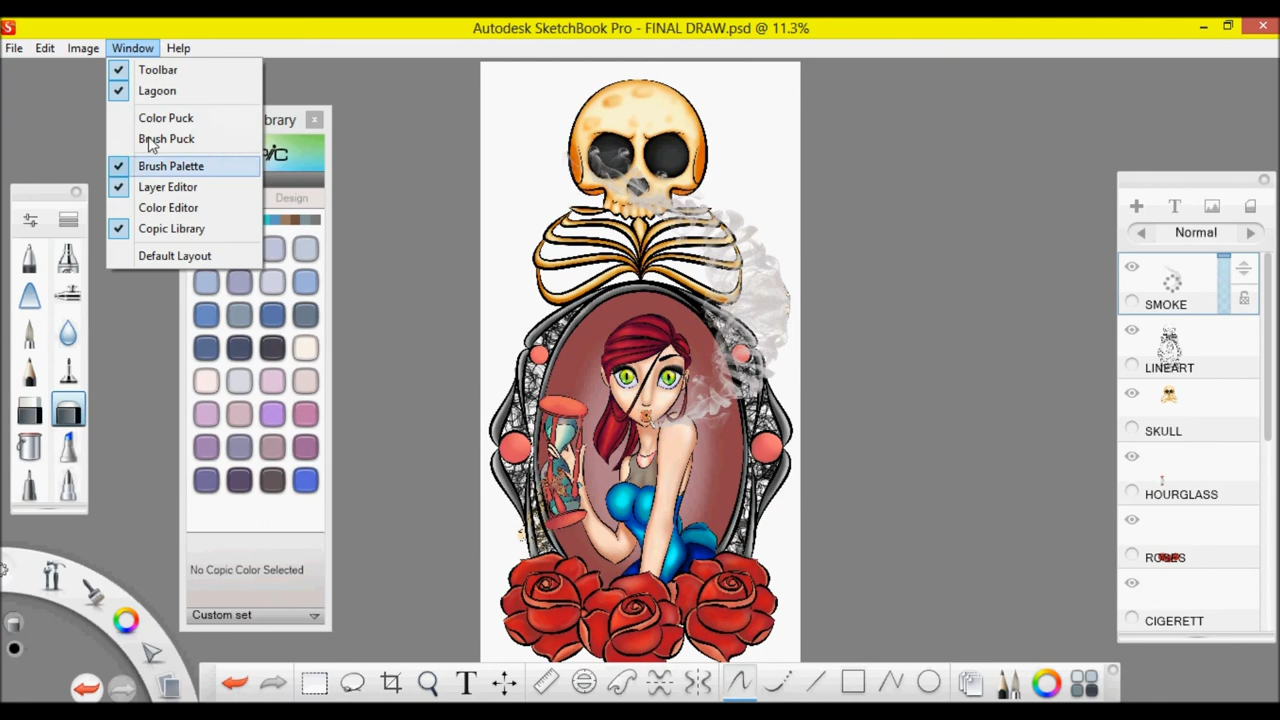 Autodesk SketchBook Pro - FINAL DRAW.psd @ 11.3%
File Edit Image Window Help
Toolbar
Lagoon
Color Puck
Brush Puck
Brush Palette
Layer Editor
Color Editor
Copic Library
Default Layout
brary
Design
No Copic Color Selected
Custom set
Normal
SMOKE
LINEART
SKULL
HOURGLASS
ROSES
CIGERETT